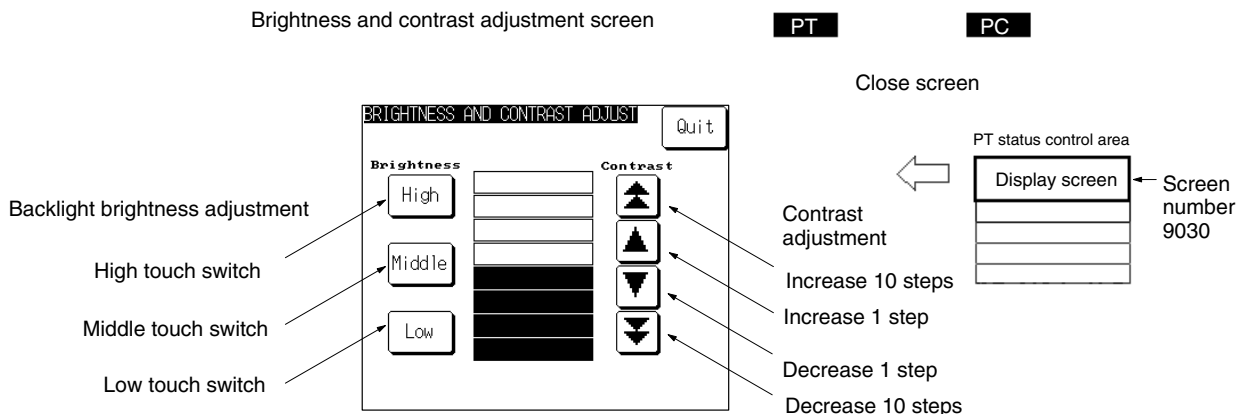 Brightness and contrast adjustment screen
PT
PC
Close screen
BRIGHTNESS AND CONTRAST ADJUST
Quit
PT status control area
Brightness
Contrast
High
Display screen
Screen
number
9030
Backlight brightness adjustment
Contrast
adjustment
High touch switch
Middle
Increase 10 steps
Middle touch switch
Increase 1 step
Low
Decrease 1 step
Low touch switch
Decrease 10 steps